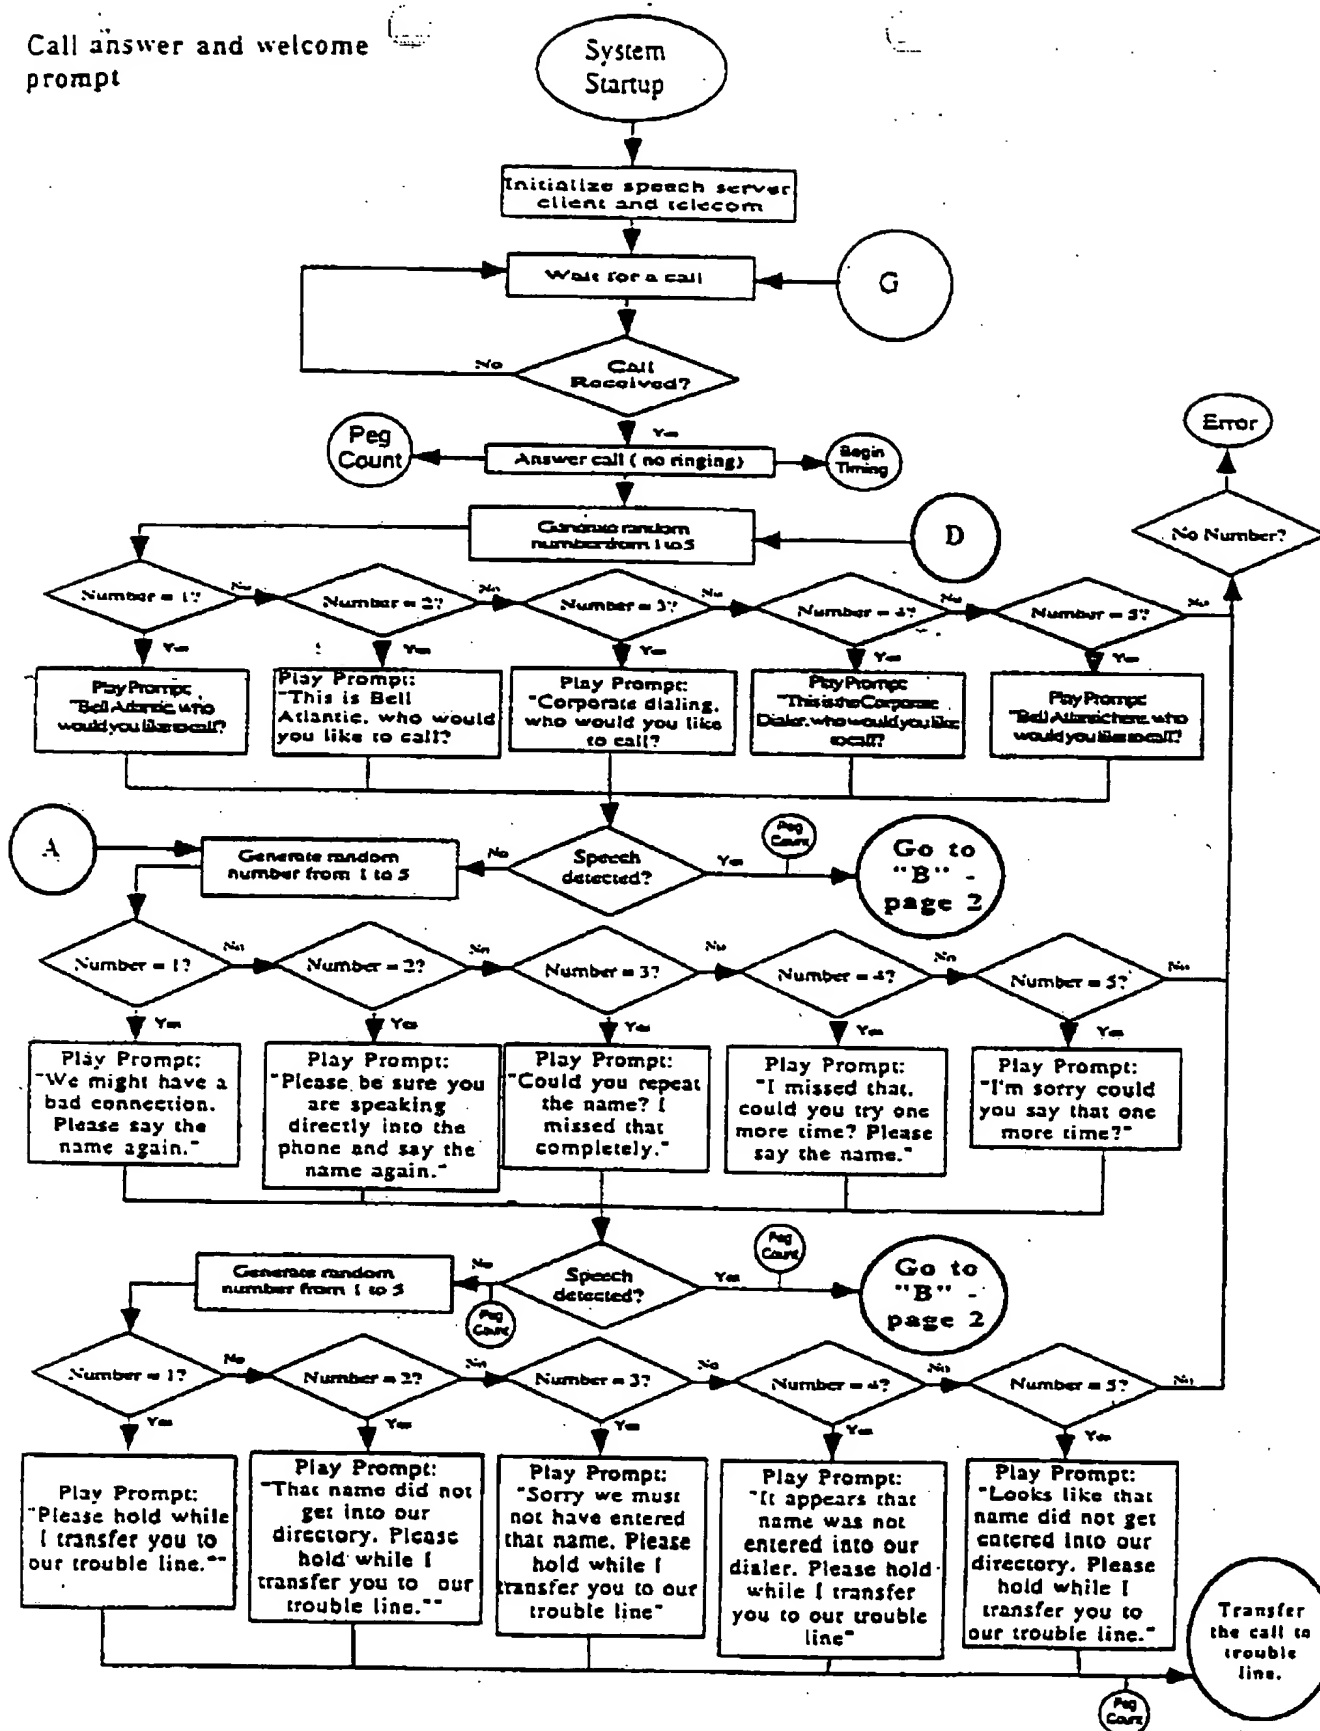 Call answer and welcome
prompt
System
Startup
Initialize speech server
client and telecom
Wait for a call
G
No
Call
Received?
Yes
Peg
Count
Answer call ( no ringing)
Begin
Timing
Error
Generate random
number from 1 to 5
D
No Number?
Number = 1?
No
Number = 2?
No
Number = 3?
No
Number = 4?
No
Number = 5?
No
Yes
Yes
Yes
Yes
Yes
Play Prompt:
"Bell Atlantic, who
would you like to call?
Play Prompt:
"This is Bell
Atlantic, who would
you like to call?
Play Prompt:
"Corporate dialing,
who would you like
to call?
Play Prompt:
"This is the Corporate
Dialer, who would you like
to call?
Play Prompt:
"Bell Atlantic here, who
would you like to call?
A
Generate random
number from 1 to 5
No
Speech
detected?
Yes
Peg
Count
Go to
"B" -
page 2
Number = 1?
No
Number = 2?
No
Number = 3?
No
Number = 4?
No
Number = 5?
No
Yes
Yes
Yes
Yes
Yes
Play Prompt:
"We might have a
bad connection.
Please say the
name again."
Play Prompt:
"Please be sure you
are speaking
directly into the
phone and say the
name again."
Play Prompt:
"Could you repeat
the name? I
missed that
completely."
Play Prompt:
"I missed that,
could you try one
more time? Please
say the name."
Play Prompt:
"I'm sorry could
you say that one
more time?"
Generate random
number from 1 to 5
No
Peg
Count
Speech
detected?
Yes
Peg
Count
Go to
"B" -
page 2
Number = 1?
No
Number = 2?
No
Number = 3?
No
Number = 4?
No
Number = 5?
No
Yes
Yes
Yes
Yes
Yes
Play Prompt:
"Please hold while
I transfer you to
our trouble line.""
Play Prompt:
"That name did not
get into our
directory. Please
hold while I
transfer you to our
trouble line.""
Play Prompt:
"Sorry we must
not have entered
that name. Please
hold while I
transfer you to our
trouble line"
Play Prompt:
"It appears that
name was not
entered into our
dialer. Please hold
while I transfer
you to our trouble
line"
Play Prompt:
"Looks like that
name did not get
entered into our
directory. Please
hold while I
transfer you to
our trouble line."
Transfer
the call to
trouble
line.
Peg
Count